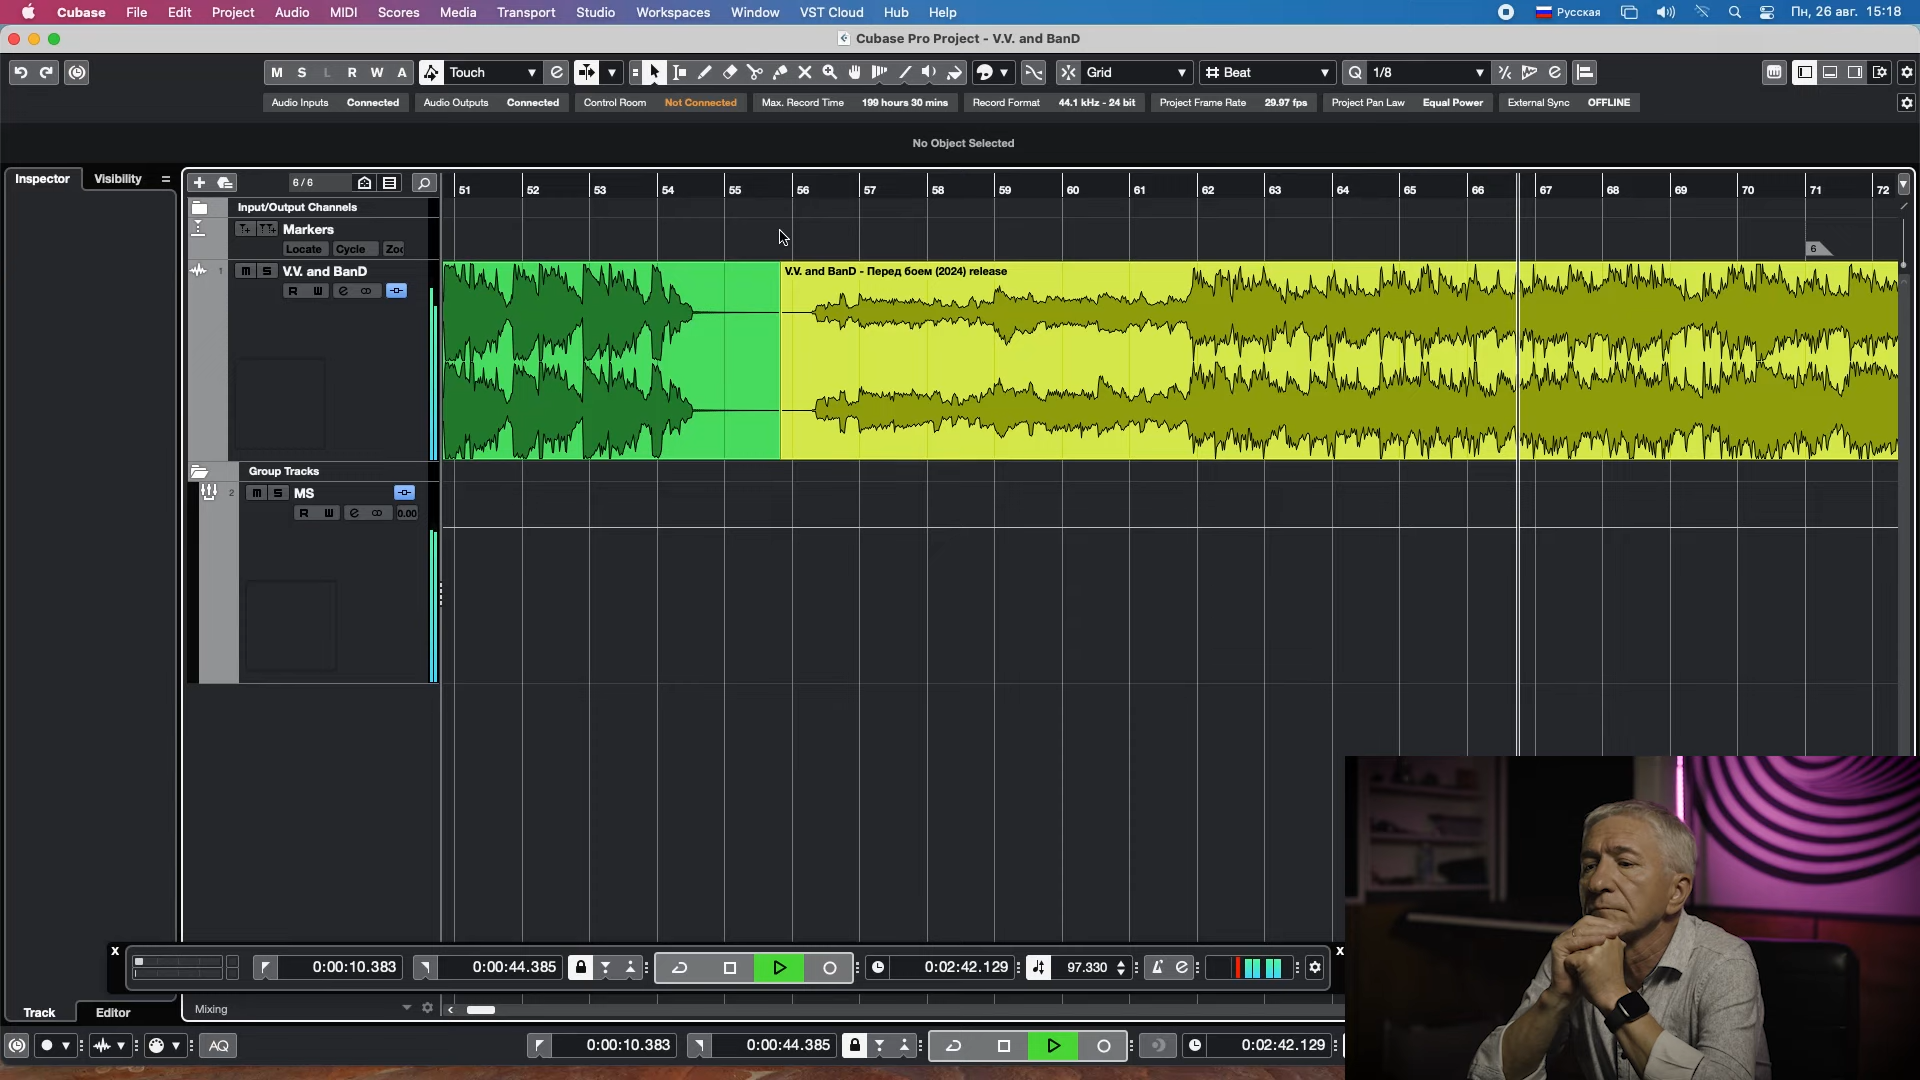 Cubase File Edit Project Audio MIDI Scores Media Transport Studio Workspaces Window VST Cloud Hub Help Русская Пн, 26 авг. 15:18
Cubase Pro Project - V.V. and BanD
M S L R W A Touch Grid Beat Q 1/8
Audio Inputs Connected Audio Outputs Connected Control Room Not Connected Max. Record Time 199 hours 30 mins Record Format 44.1 kHz - 24 bit Project Frame Rate 29.97 fps Project Pan Law Equal Power External Sync OFFLINE
No Object Selected
Inspector Visibility 6 / 6 51 52 53 54 55 56 57 58 59 60 61 62 63 64 65 66 67 68 69 70 71 72
Input/Output Channels
Markers
Locate Cycle Zo 6
1 m S V.V. and BanD V.V. and BanD - Перед боем (2024) release
R e
Group Tracks
2 m S MS
R e 0.00
x x
0:00:10.383 0:00:44.385 0:02:42.129 97.330 e
Track Editor Mixing
AQ 0:00:10.383 0:00:44.385 0:02:42.129